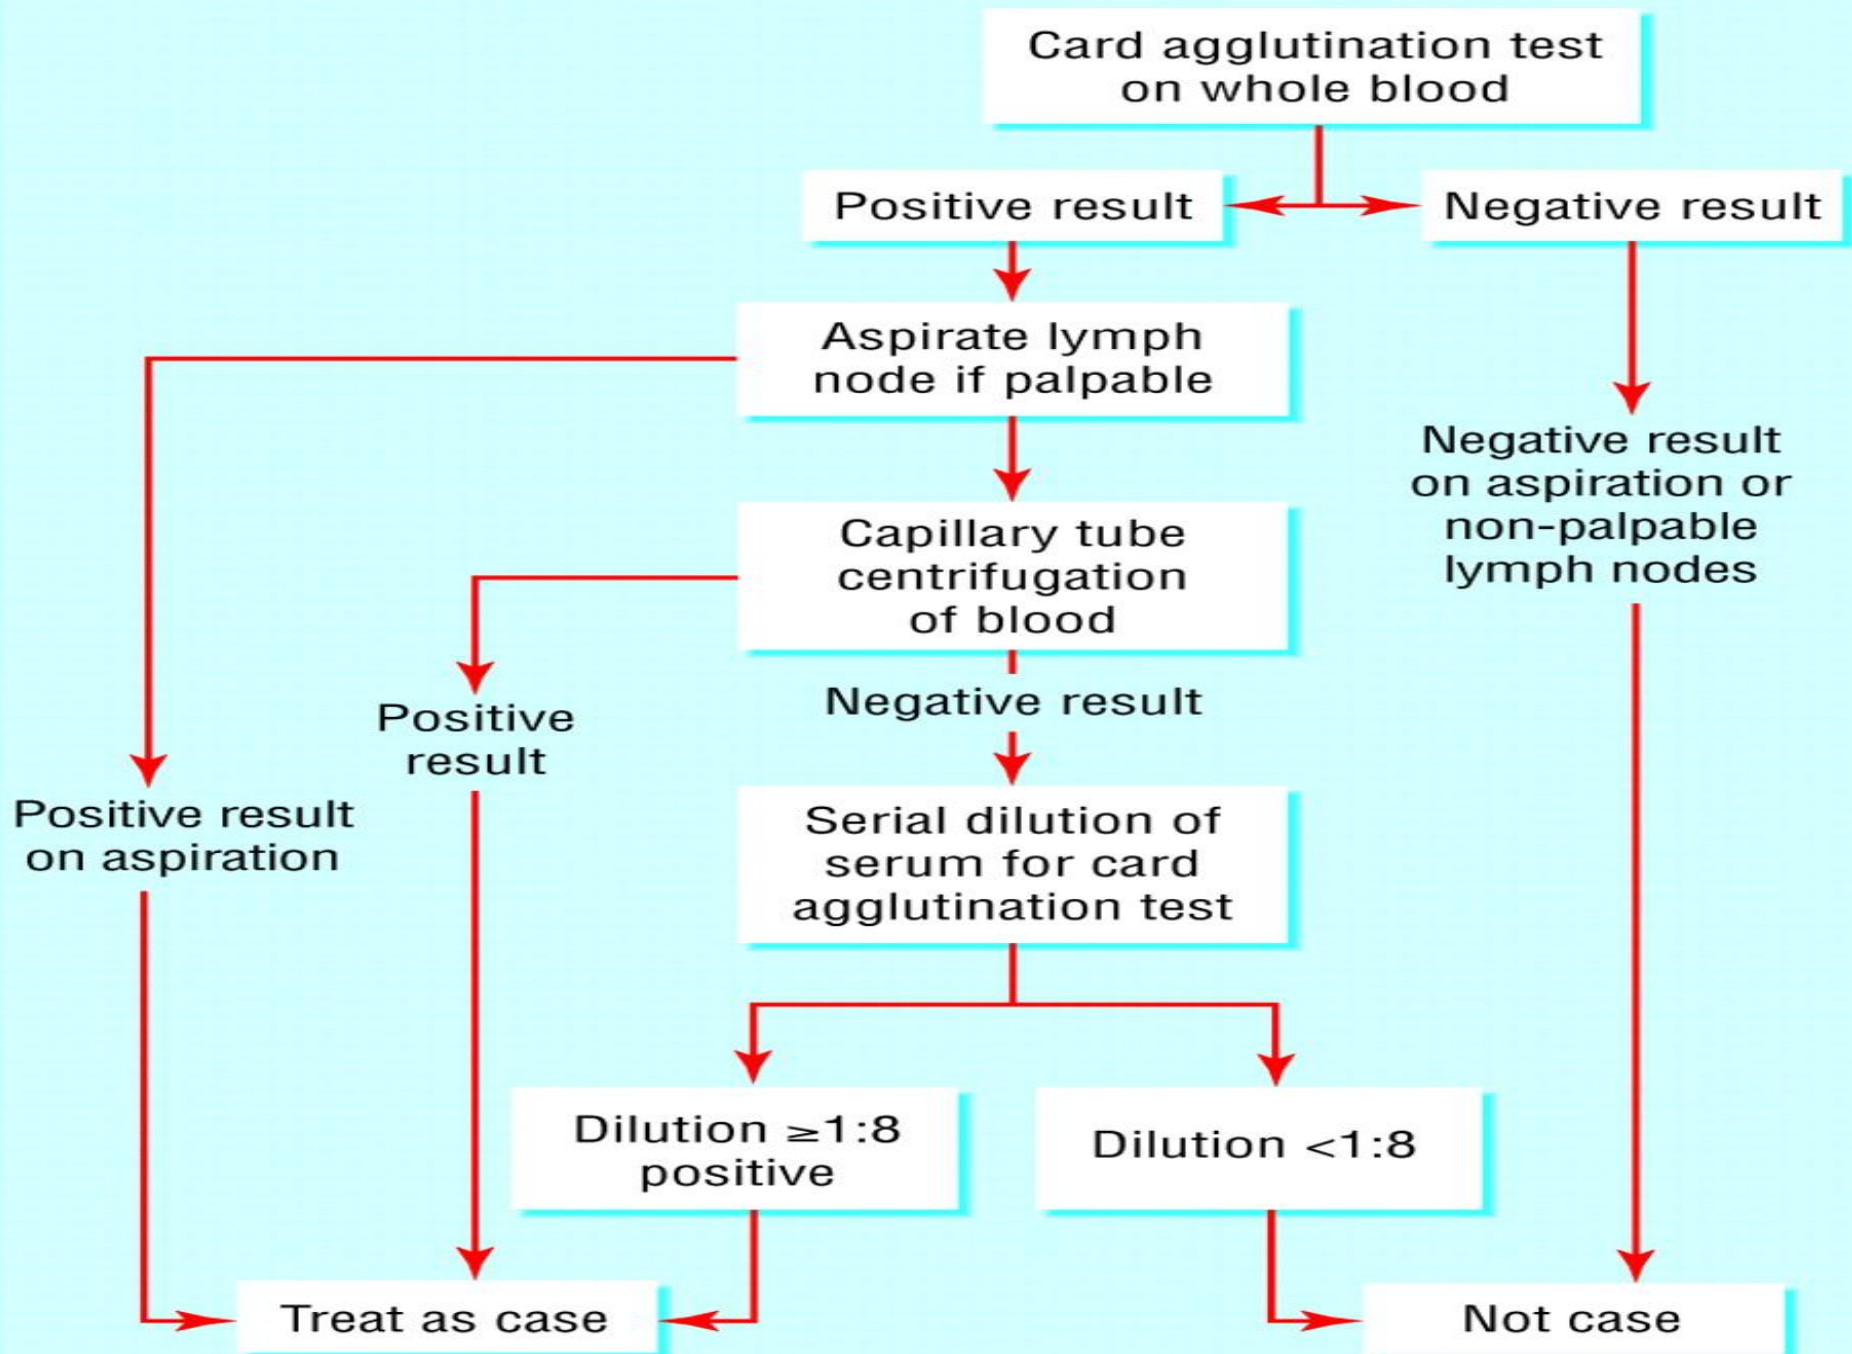 Card agglutination test
on whole blood
Positive result
Negative result
Aspirate lymph
node if palpable
Negative result
on aspiration or
non-palpable
lymph nodes
Capillary tube
centrifugation
of blood
Positive
result
Negative result
Positive result
on aspiration
Serial dilution of
serum for card
agglutination test
Dilution ≥1:8
positive
Dilution <1:8
Treat as case
Not case